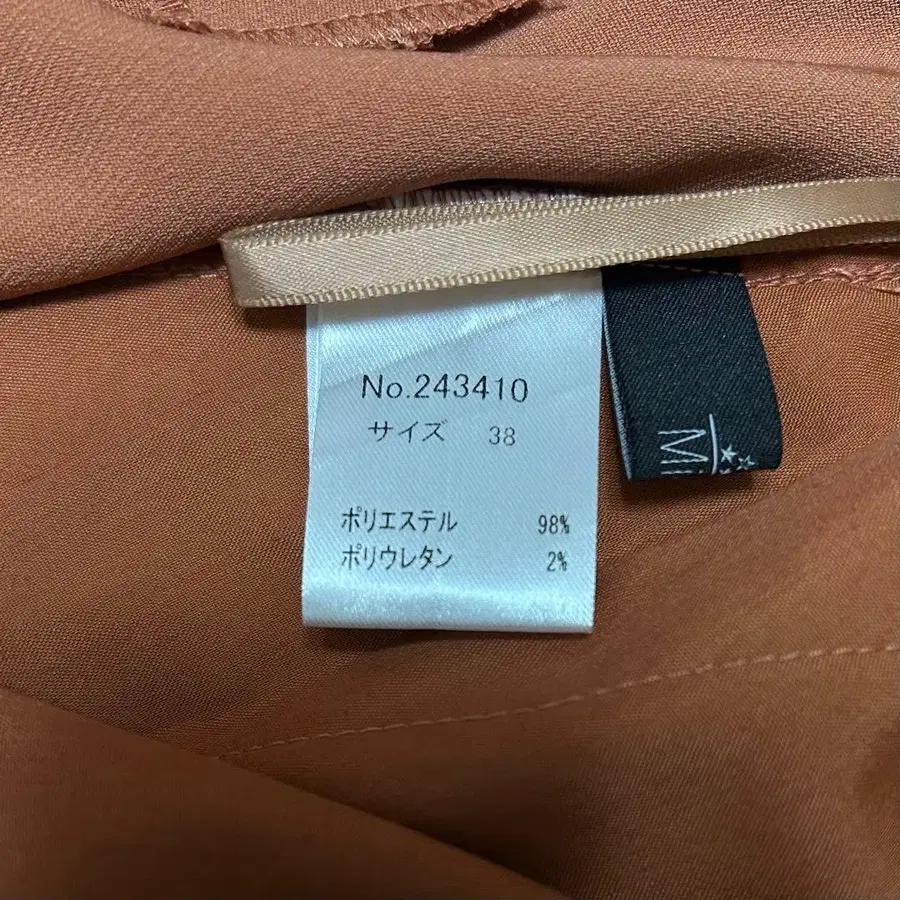 No.243410
サイズ 38
ポリエステル 98%
ポリウレタン 2%